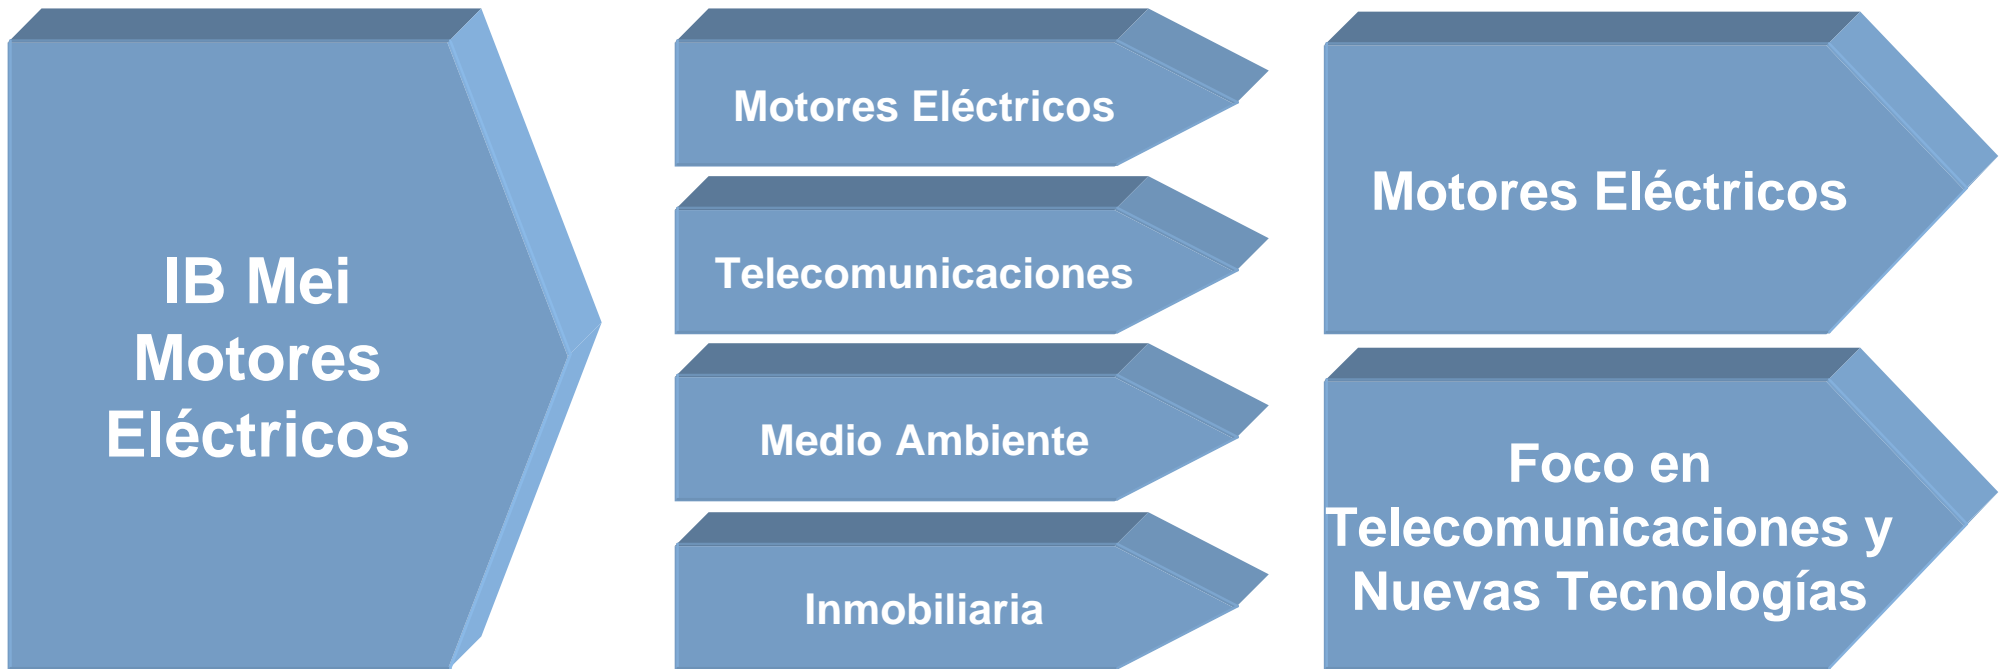 IB Mei
Motores
Eléctricos
Motores Eléctricos
Telecomunicaciones
Medio Ambiente
Inmobiliaria
Motores Eléctricos
Foco en
Telecomunicaciones y
Nuevas Tecnologías